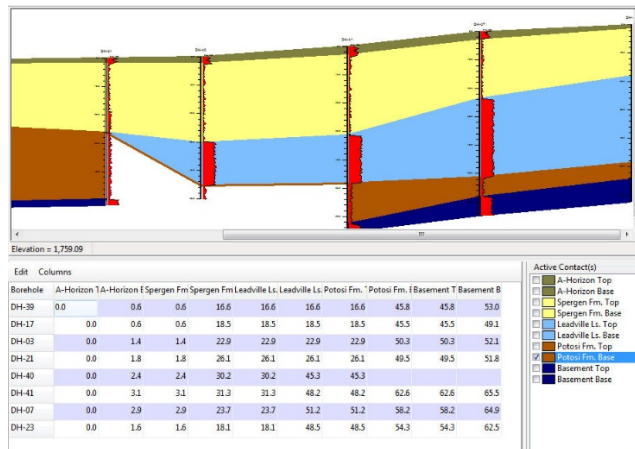 Elevation = 1,759.09
Edit Columns
Active Contact(s)
Borehole A-Horizon T A-Horizon E Spergen Fm Spergen Fm Leadville Ls. Leadville Ls. Potosi Fm. Potosi Fm. Basement T Basement B
DH-39 0.0 0.6 0.6 16.6 16.6 16.6 16.6 45.8 45.8 53.0
DH-17 0.0 0.6 0.6 18.5 18.5 18.5 18.5 45.5 45.5 49.1
DH-03 0.0 1.4 1.4 22.9 22.9 22.9 22.9 50.3 50.3 52.1
DH-21 0.0 1.8 1.8 26.1 26.1 26.1 26.1 49.5 49.5 51.8
DH-40 0.0 2.4 2.4 30.2 30.2 45.3 45.3
DH-41 0.0 3.1 3.1 31.3 31.3 48.2 48.2 62.6 62.6 65.5
DH-07 0.0 2.9 2.9 23.7 23.7 51.2 51.2 58.2 58.2 64.9
DH-23 0.0 1.6 1.6 18.1 18.1 48.5 48.5 54.3 54.3 62.5
A-Horizon Top
A-Horizon Base
Spergen Fm. Top
Spergen Fm. Base
Leadville Ls. Top
Leadville Ls. Base
Potosi Fm. Top
Potosi Fm. Base
Basement Top
Basement Base